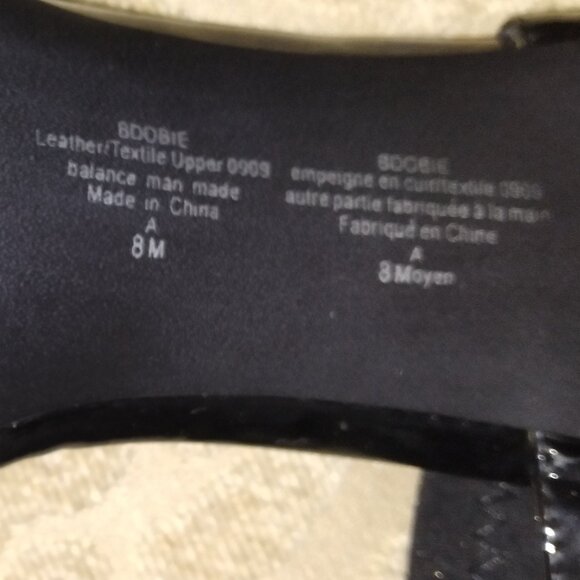 BDOBIE
Leather/Textile Upper 0909
balance man made
Made in China
A
8 M
BDOBIE
empeigne en cuir/textile 0909
autre partie fabriquée à la main
Fabriqué en Chine
A
8 Moyen